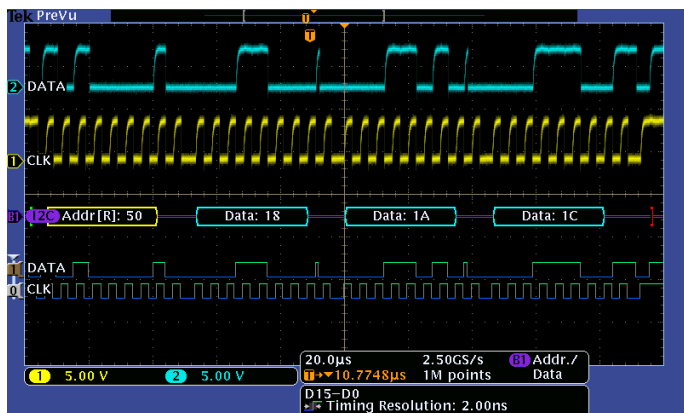 Tek PreVu
T
T
2 DATA
1 CLK
B1 I2C Addr[R]: 50 Data: 18 Data: 1A Data: 1C
1 DATA
0 CLK
1 5.00 V 2 5.00 V
20.0µs 2.50GS/s B1 Addr./
T→▼10.7748µs 1M points Data
D15-D0
Timing Resolution: 2.00ns